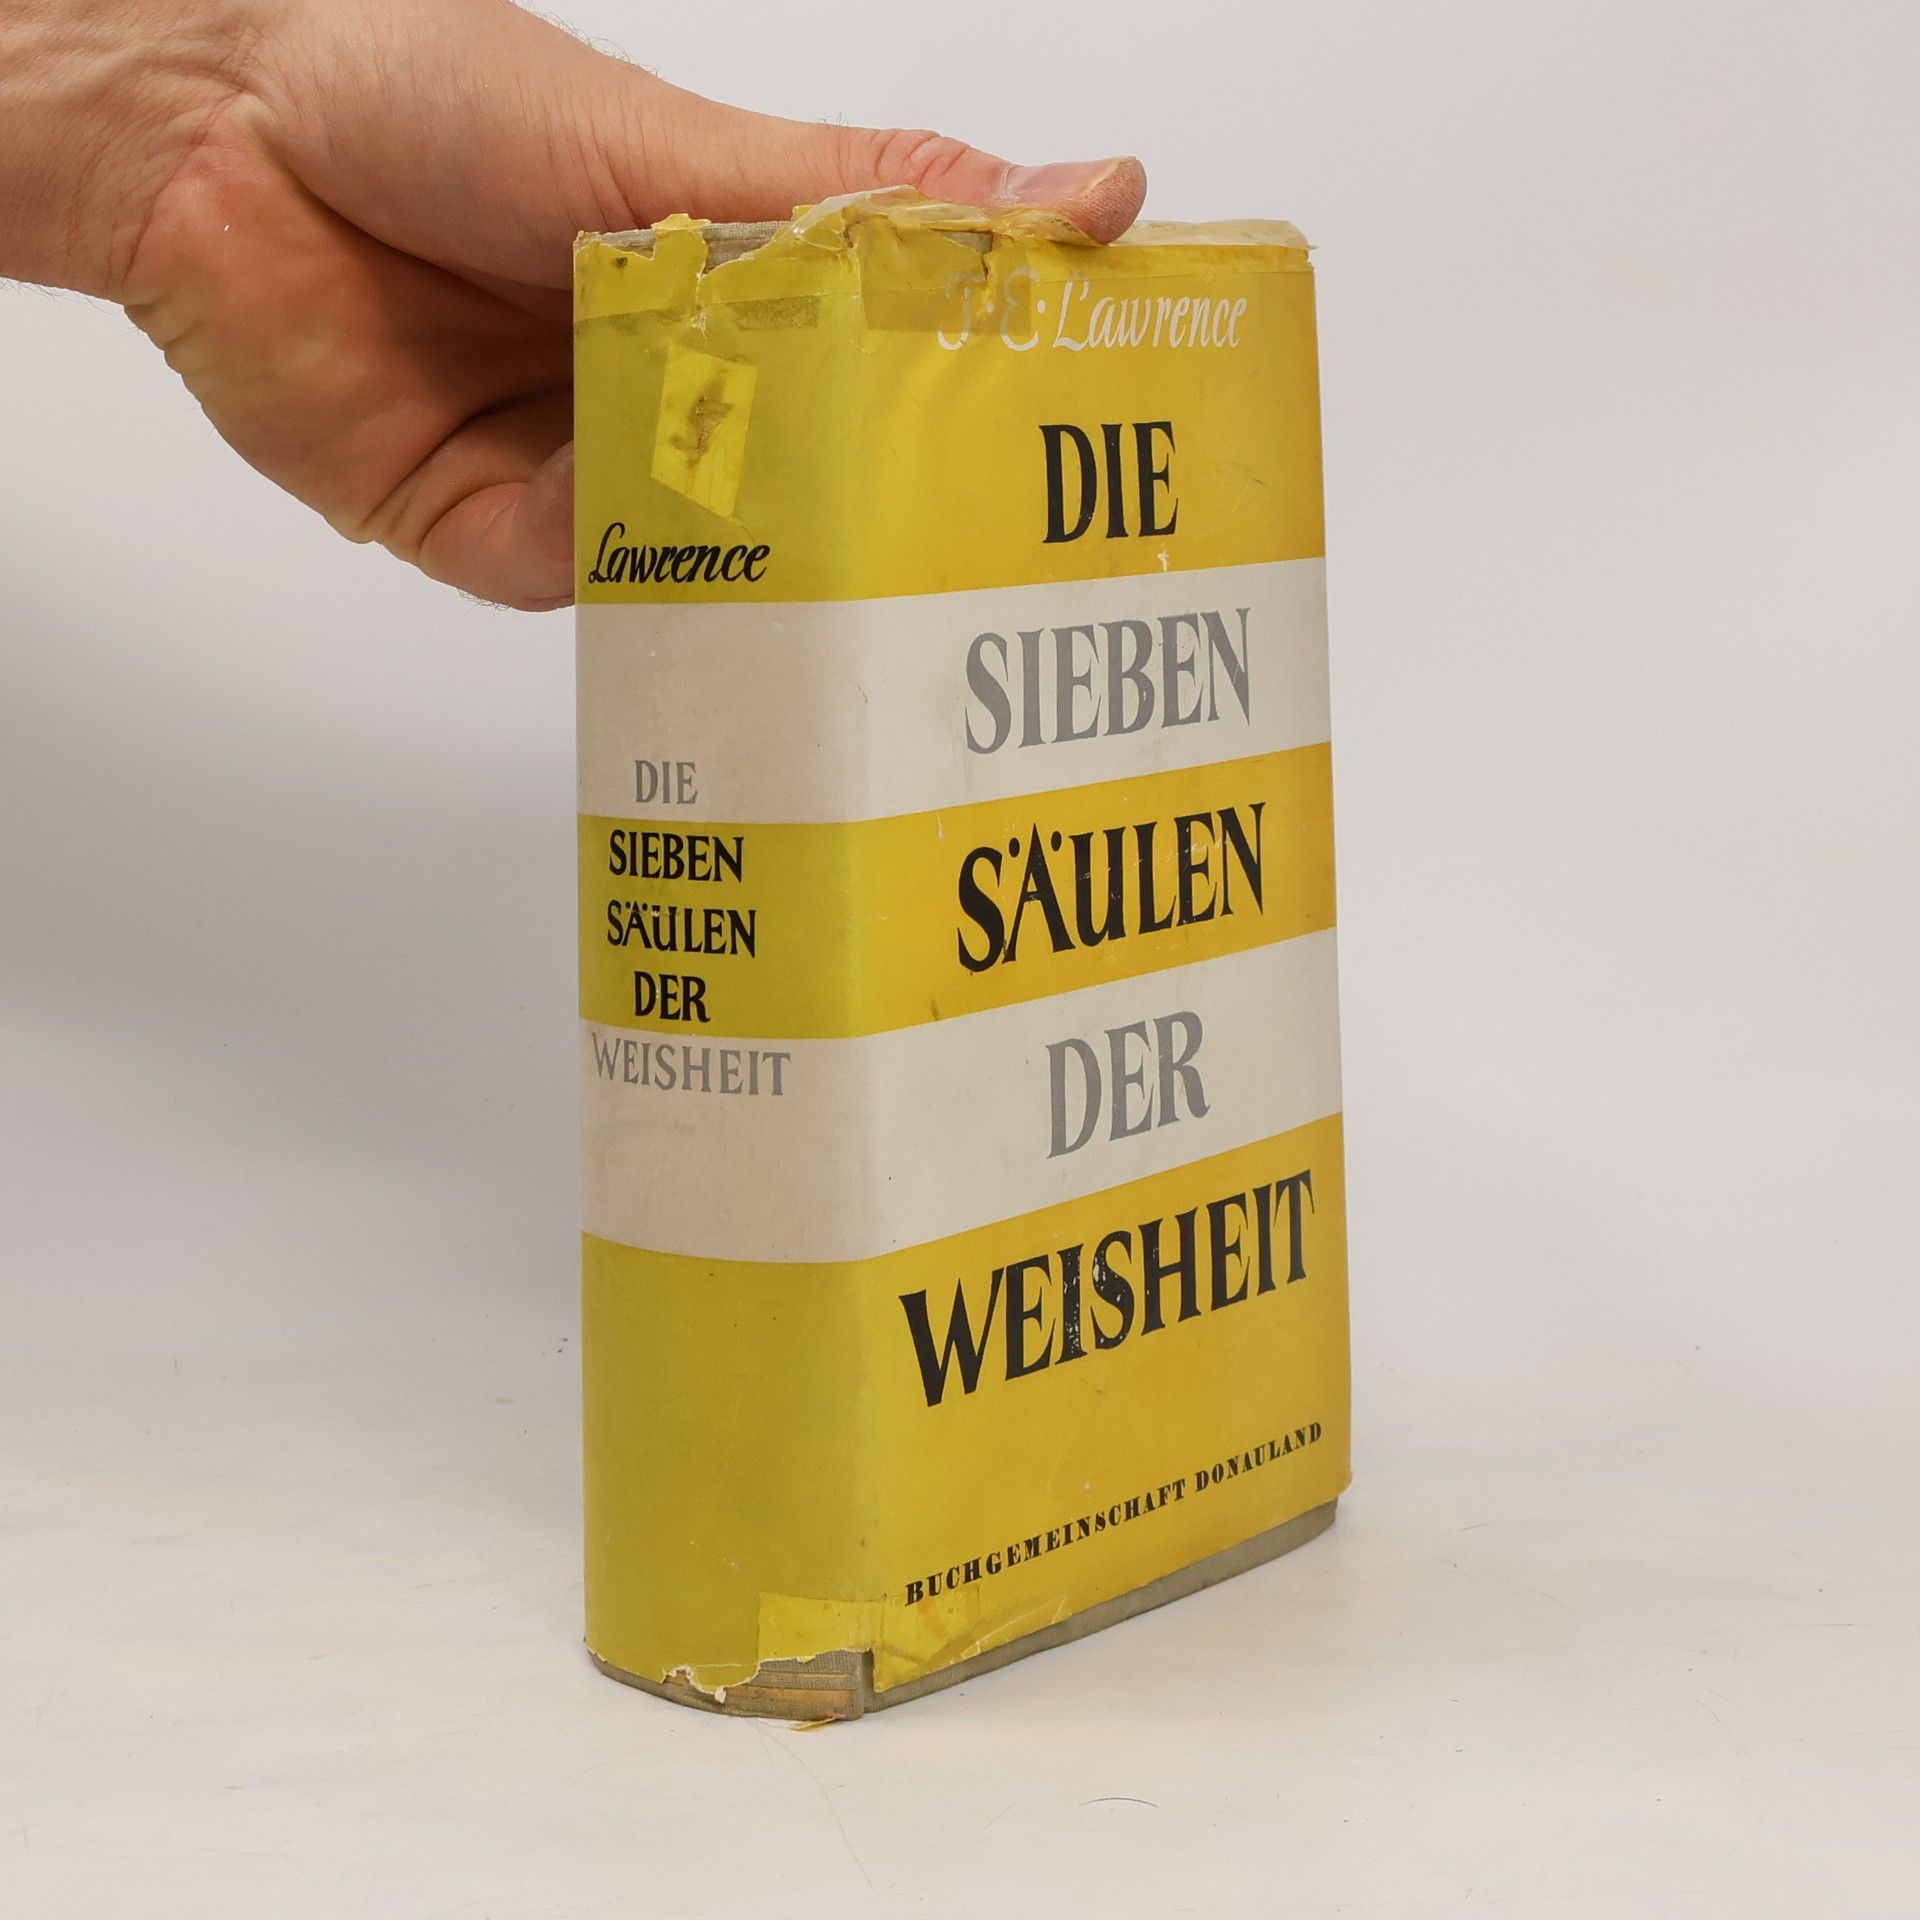 Lawrence
DIE
SIEBEN
SÄULEN
DER
WEISHEIT
T·E·Lawrence
DIE
SIEBEN
SÄULEN
DER
WEISHEIT
BUCHGEMEINSCHAFT DONAULAND